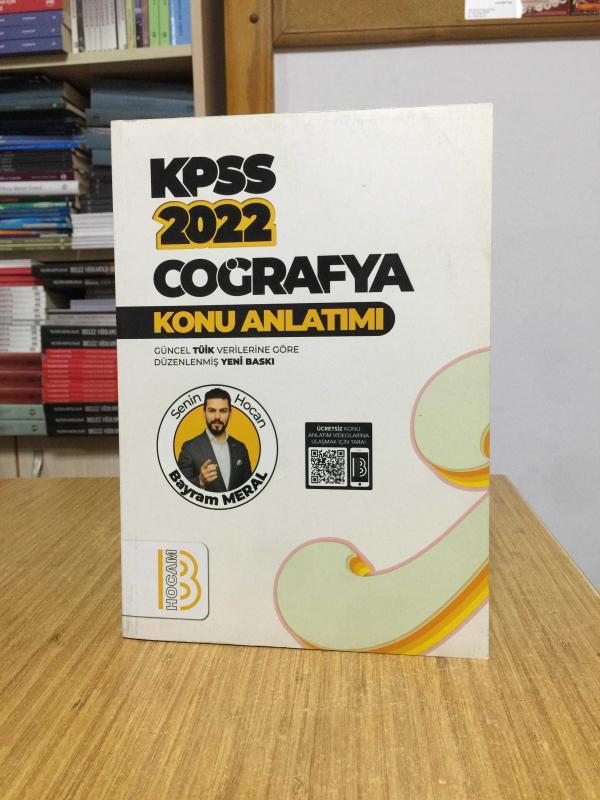 KPSS
2022
COĞRAFYA
KONU ANLATIMI
GÜNCEL TÜİK VERİLERİNE GÖRE
DÜZENLENMİŞ YENİ BASKI
Senin Hocan
Bayram MERAL
ÜCRETSİZ KONU
ANLATIM VİDEOLARINA
ULAŞMAK İÇİN TARA!
B
HOCAM